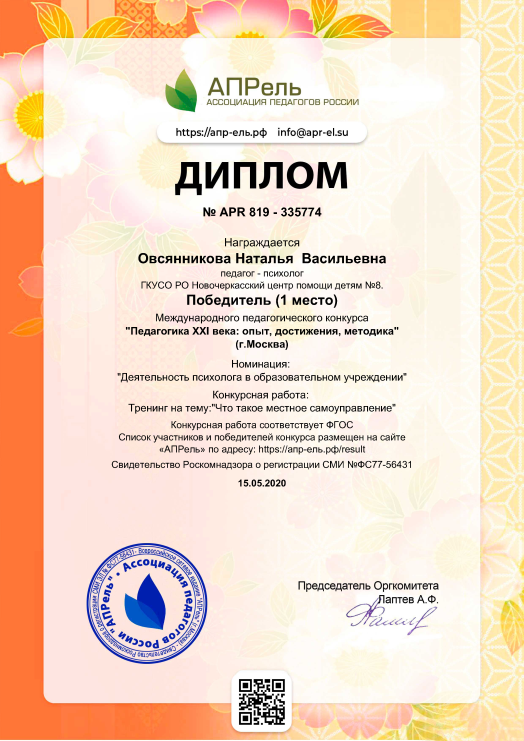 АПРель
АССОЦИАЦИЯ ПЕДАГОГОВ РОССИИ
https://апр-ель.рф info@apr-el.su
ДИПЛОМ
№ APR 819 - 335774
Награждается
Овсянникова Наталья Васильевна
педагог - психолог
ГКУСО РО Новочеркасский центр помощи детям №8.
Победитель (1 место)
Международного педагогического конкурса
"Педагогика XXI века: опыт, достижения, методика"
(г.Москва)
Номинация:
"Деятельность психолога в образовательном учреждении"
Конкурсная работа:
Тренинг на тему:"Что такое местное самоуправление"
Конкурсная работа соответствует ФГОС
Список участников и победителей конкурса размещен на сайте
«АПРель» по адресу: https://апр-ель.рф/result
Свидетельство Роскомнадзора о регистрации СМИ №ФС77-56431
15.05.2020
Председатель Оргкомитета
Лаптев А.Ф.
Ассоциация педагогов России "АПРель"